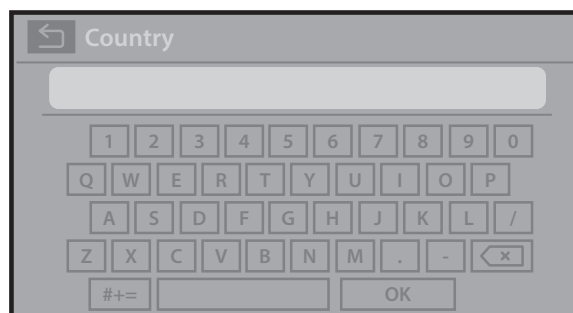 Country
1 2 3 4 5 6 7 8 9 0
Q W E R T Y U I O P
A S D F G H J K L /
Z X C V B N M . -
#+= OK